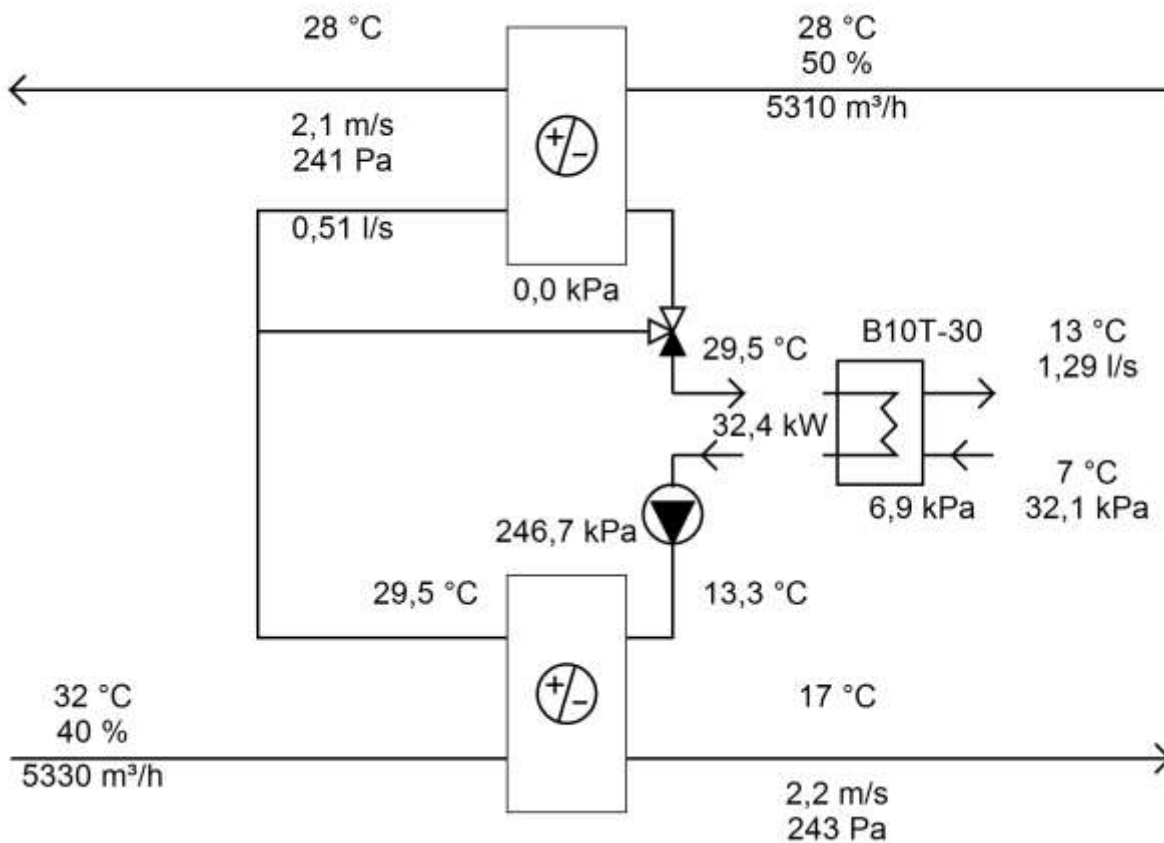 28 °C
28 °C
50 %
5310 m³/h
2,1 m/s
241 Pa
+/-
0,51 l/s
0,0 kPa
29,5 °C
B10T-30
13 °C
1,29 l/s
32,4 kW
7 °C
6,9 kPa
32,1 kPa
246,7 kPa
29,5 °C
13,3 °C
32 °C
40 %
5330 m³/h
+/-
17 °C
2,2 m/s
243 Pa